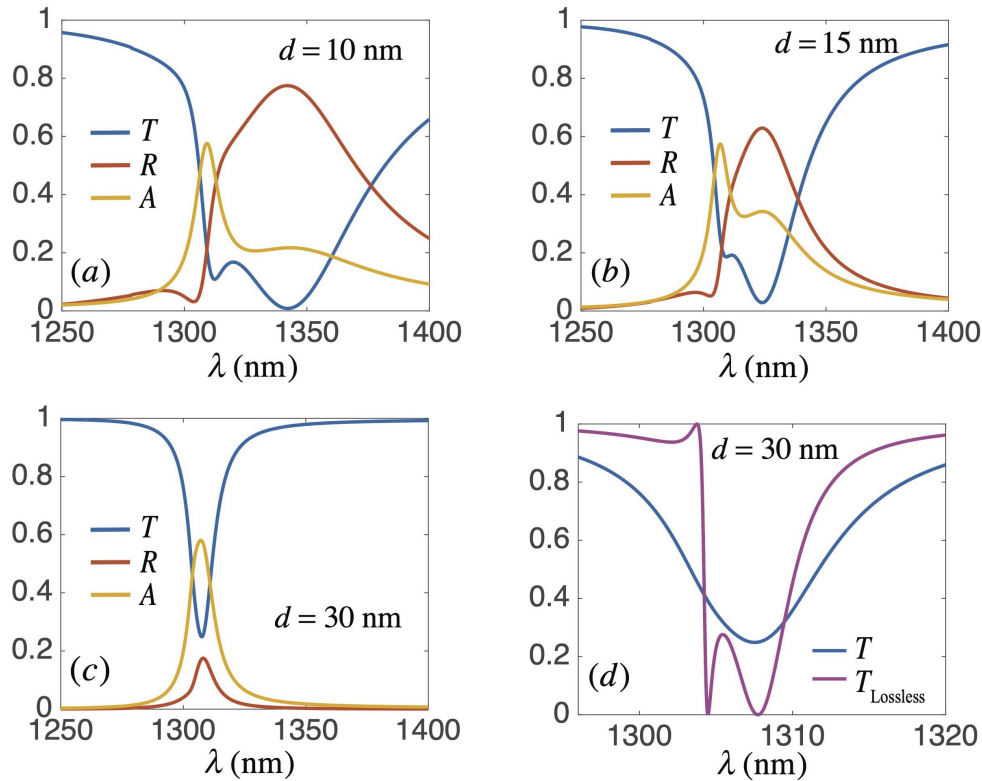 1
d = 10 nm
0.8
T
0.6
R
0.4
A
0.2
(a)
0
1250 1300 1350 1400
λ (nm)
1
d = 15 nm
0.8
T
0.6
R
0.4
A
0.2
(b)
0
1250 1300 1350 1400
λ (nm)
1
0.8
T
0.6
R
0.4
A
d = 30 nm
0.2
(c)
0
1250 1300 1350 1400
λ (nm)
1
d = 30 nm
0.8
0.6
0.4
0.2
T
(d)
T Lossless
0
1300 1310 1320
λ (nm)